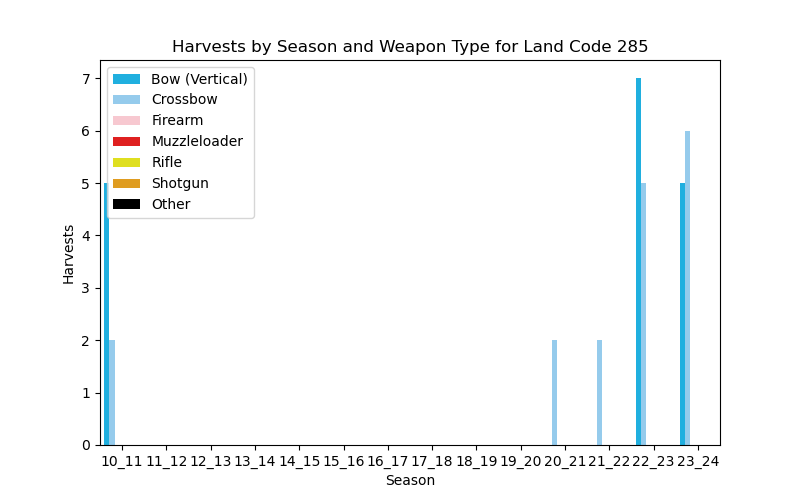 Harvests by Season and Weapon Type for Land Code 285
Bow (Vertical)
Crossbow
Firearm
Muzzleloader
Rifle
Shotgun
Other
7
6
5
4
3
2
1
0
Harvests
10_11 11_12 12_13 13_14 14_15 15_16 16_17 17_18 18_19 19_20 20_21 21_22 22_23 23_24
Season